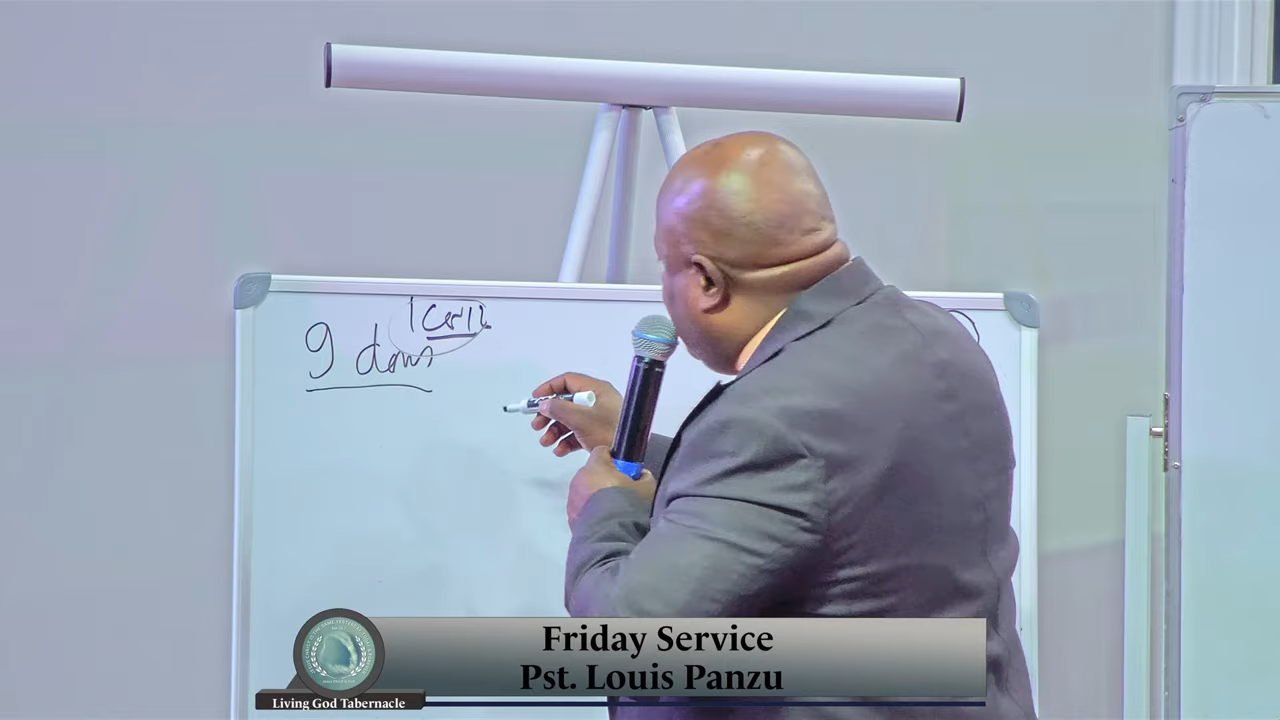 1 Cor 12
9 dons
Friday Service
Pst. Louis Panzu
Living God Tabernacle